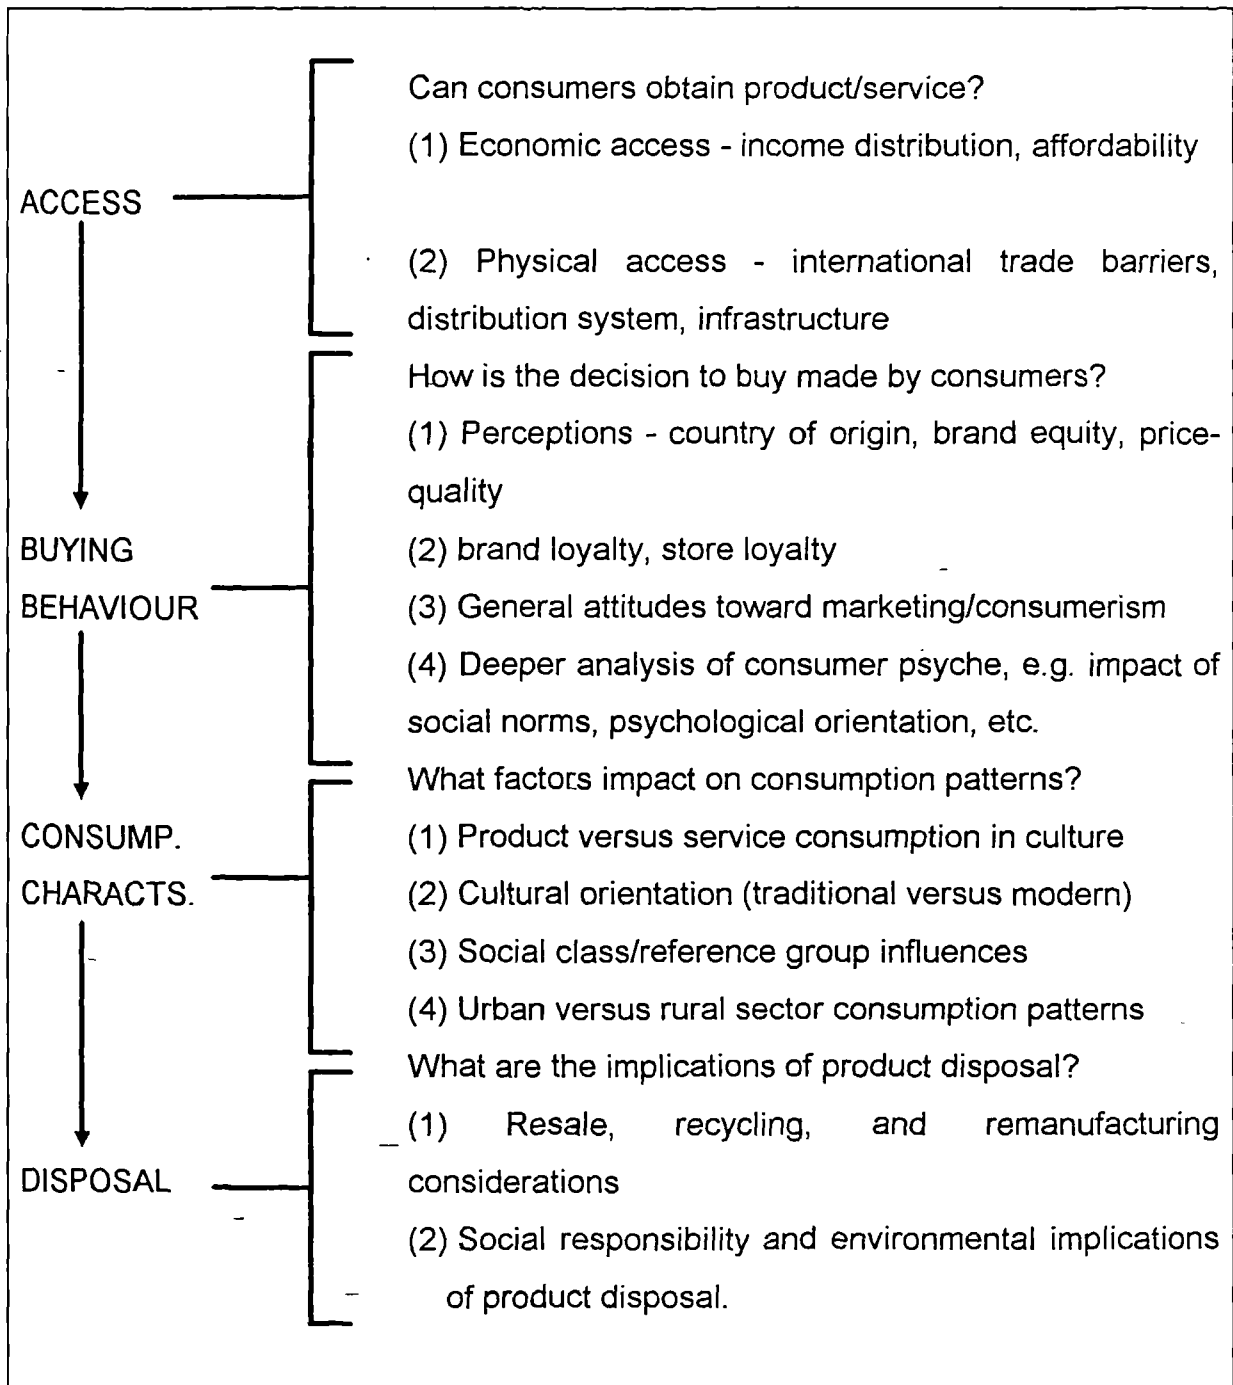 Can consumers obtain product/service?
(1) Economic access - income distribution, affordability
ACCESS
(2) Physical access - international trade barriers,
distribution system, infrastructure
How is the decision to buy made by consumers?
(1) Perceptions - country of origin, brand equity, price-
quality
BUYING
(2) brand loyalty, store loyalty
BEHAVIOUR
(3) General attitudes toward marketing/consumerism
(4) Deeper analysis of consumer psyche, e.g. impact of
social norms, psychological orientation, etc.
What factors impact on consumption patterns?
CONSUMP.
(1) Product versus service consumption in culture
CHARACTS.
(2) Cultural orientation (traditional versus modern)
(3) Social class/reference group influences
(4) Urban versus rural sector consumption patterns
What are the implications of product disposal?
(1) Resale, recycling, and remanufacturing
DISPOSAL
considerations
(2) Social responsibility and environmental implications
of product disposal.